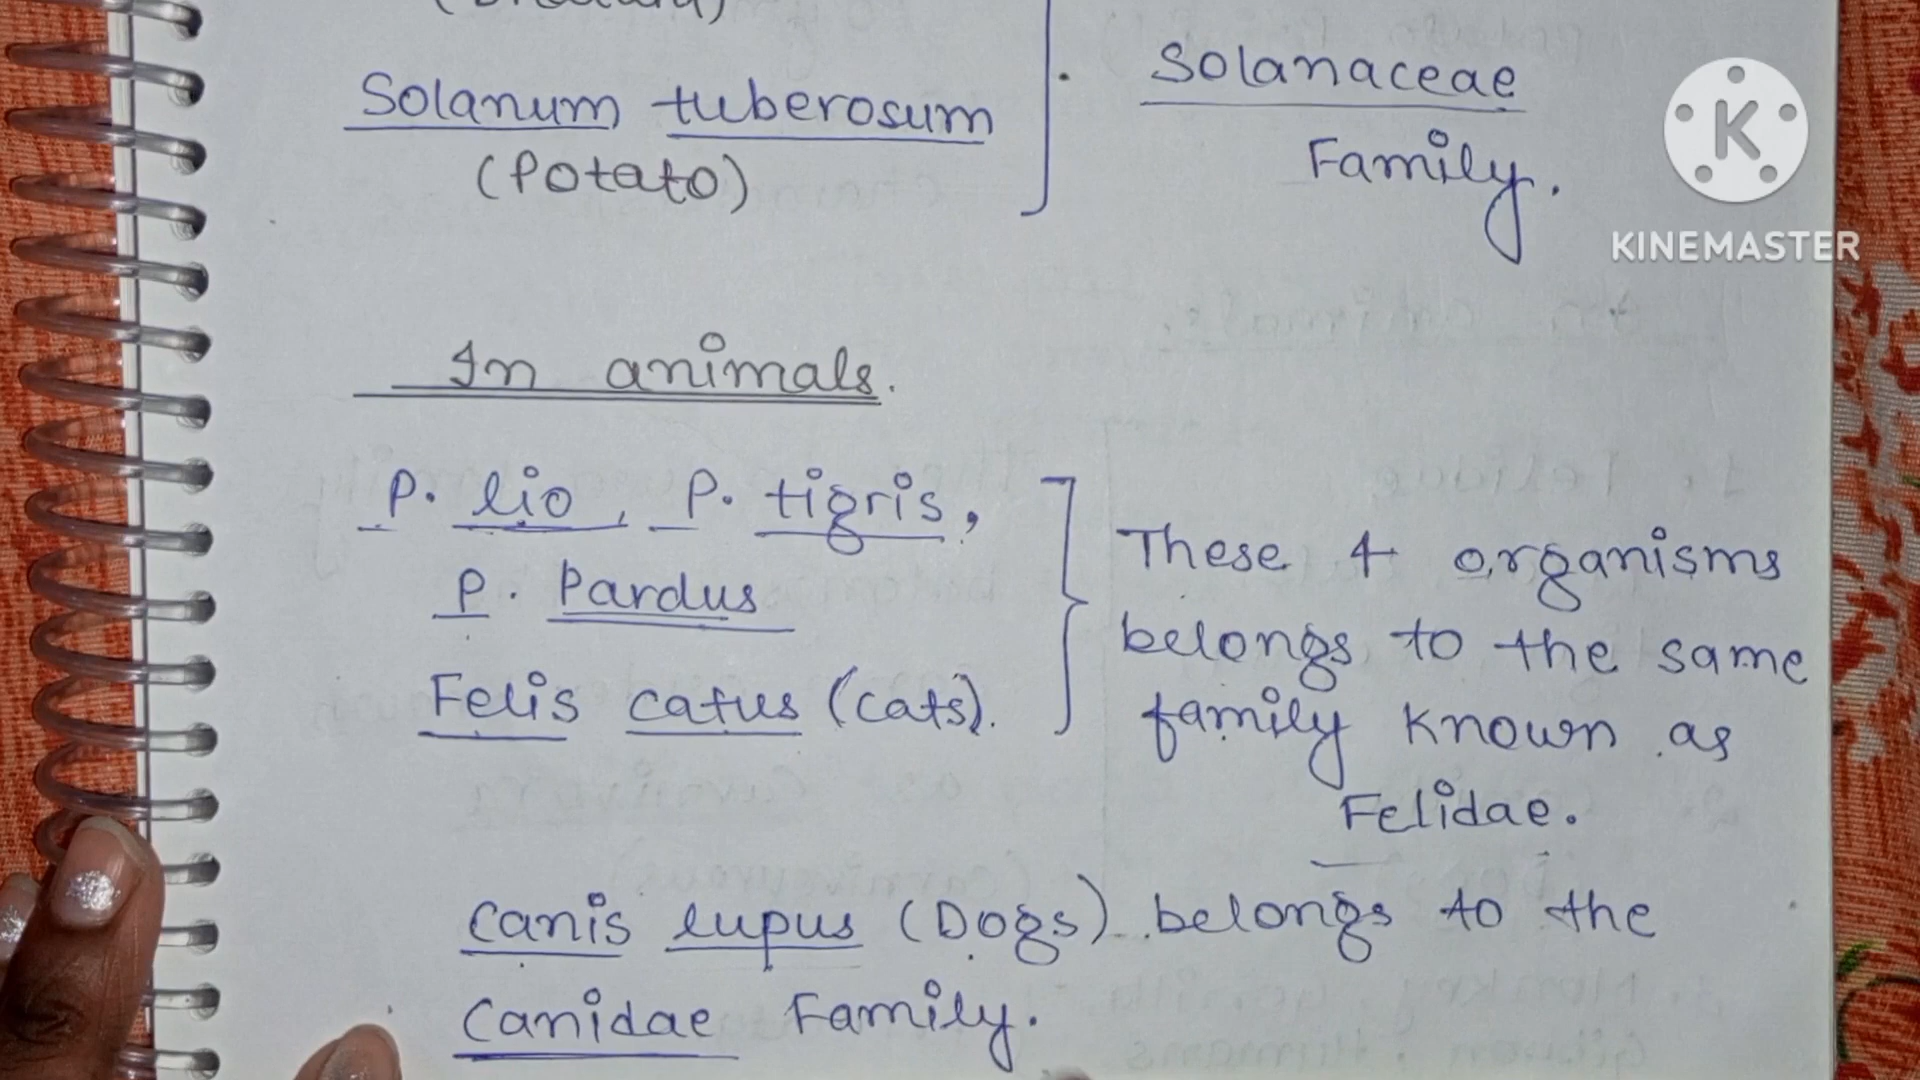 Solanum tuberosum
(Potato)
Solanaceae
Family.
KINEMASTER
In animals.
P. lio, P. tigris,
P. Pardus
Felis catus (cats).
These 4 organisms
belongs to the same
family known as
Felidae.
Canis lupus (Dogs) belongs to the
Canidae Family.